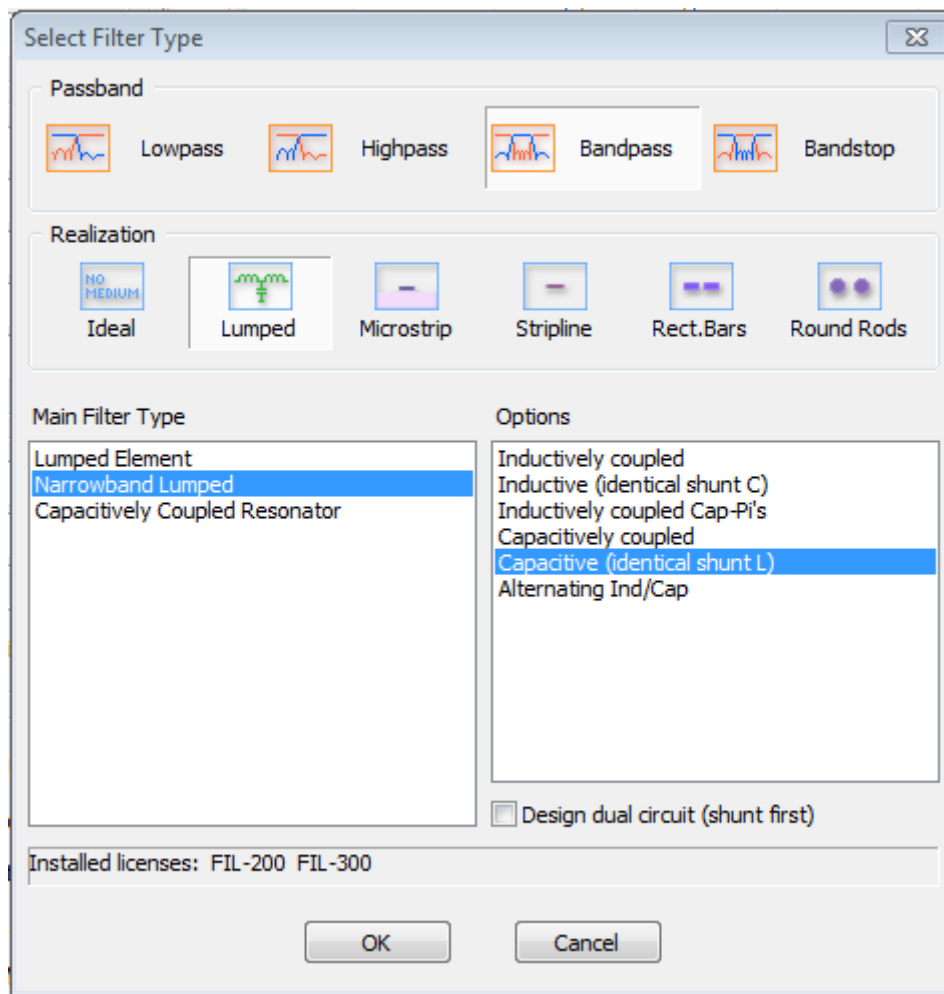 Select Filter Type
Passband
Lowpass Highpass Bandpass Bandstop
Realization
NO
MEDIUM
Ideal Lumped Microstrip Stripline Rect.Bars Round Rods
Main Filter Type
Lumped Element
Narrowband Lumped
Capacitively Coupled Resonator
Options
Inductively coupled
Inductive (identical shunt C)
Inductively coupled Cap-Pi's
Capacitively coupled
Capacitive (identical shunt L)
Alternating Ind/Cap
Design dual circuit (shunt first)
Installed licenses: FIL-200 FIL-300
OK Cancel